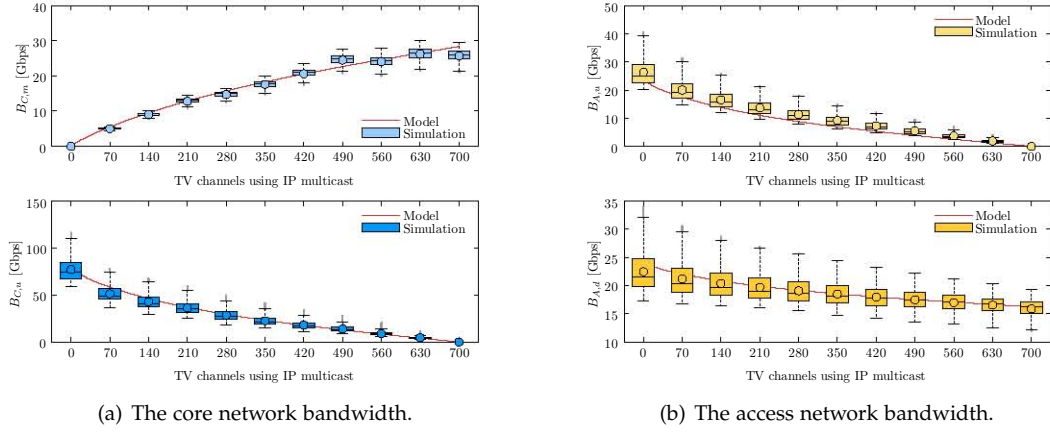 40
30
20
10
0
B_{C,m} [Gbps]
Model
Simulation
0 70 140 210 280 350 420 490 560 630 700
TV channels using IP multicast
150
100
50
0
B_{C,u} [Gbps]
Model
Simulation
0 70 140 210 280 350 420 490 560 630 700
TV channels using IP multicast
(a) The core network bandwidth.
50
40
30
20
10
0
B_{A,u} [Gbps]
Model
Simulation
0 70 140 210 280 350 420 490 560 630 700
TV channels using IP multicast
35
30
25
20
15
10
B_{A,d} [Gbps]
Model
Simulation
0 70 140 210 280 350 420 490 560 630 700
TV channels using IP multicast
(b) The access network bandwidth.